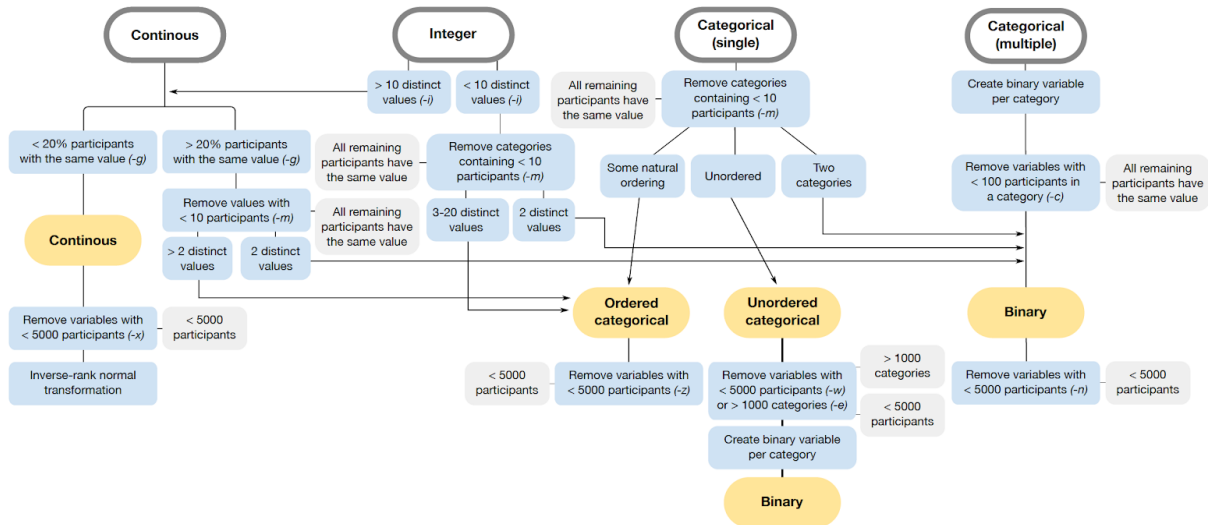 Continous
Integer
Categorical
(single)
Categorical
(multiple)
> 10 distinct
values (-i)
< 10 distinct
values (-i)
All remaining
participants have
the same value
Remove categories
containing < 10
participants (-m)
Create binary variable
per category
< 20% participants
with the same value (-g)
> 20% participants
with the same value (-g)
All remaining
participants have
the same value
Remove categories
containing < 10
participants (-m)
Some natural
ordering
Unordered
Two
categories
Remove variables with
< 100 participants in
a category (-c)
All remaining
participants have
the same value
Remove values with
< 10 participants (-m)
All remaining
participants have
the same value
3-20 distinct
values
2 distinct
values
Continous
> 2 distinct
values
2 distinct
values
Ordered
categorical
Unordered
categorical
Binary
Remove variables with
< 5000 participants (-x)
< 5000
participants
Inverse-rank normal
transformation
< 5000
participants
Remove variables with
< 5000 participants (-z)
Remove variables with
< 5000 participants (-w)
or > 1000 categories (-e)
> 1000
categories
< 5000
participants
Remove variables with
< 5000 participants (-n)
< 5000
participants
Create binary variable
per category
Binary